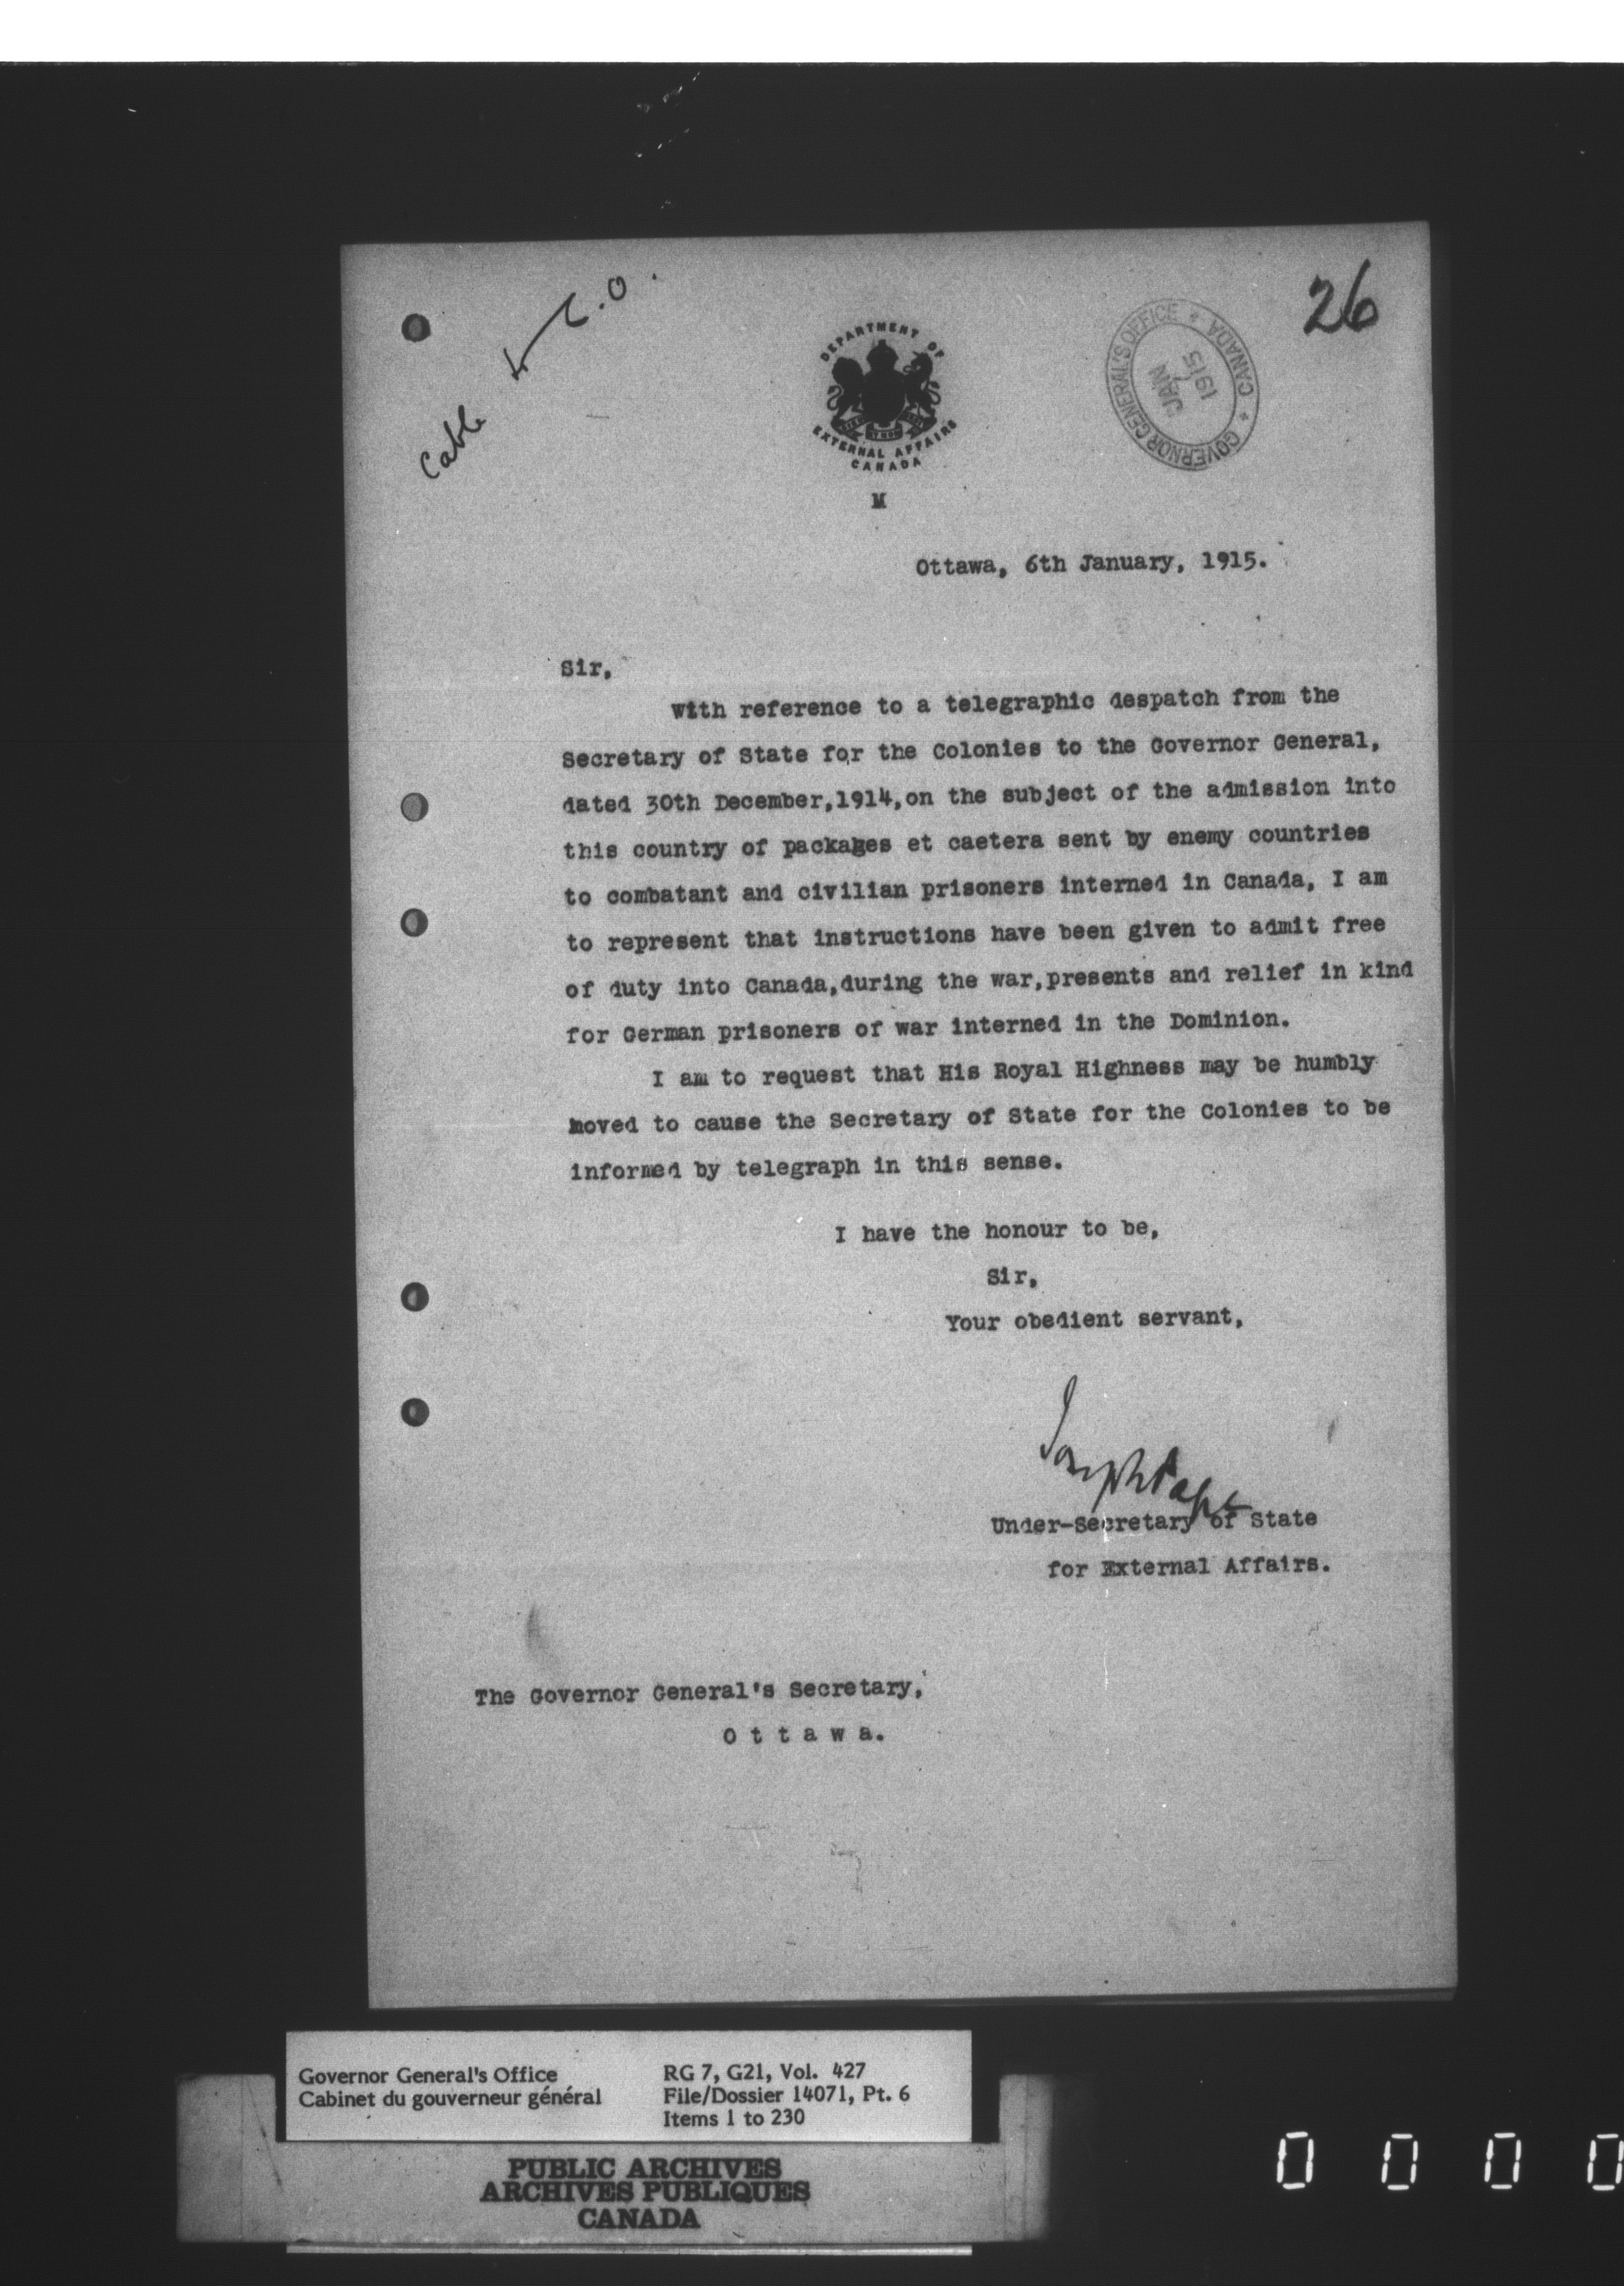 Cable C.O.
26
DEPARTMENT OF
EXTERNAL AFFAIRS
CANADA
GOVERNOR GENERAL'S OFFICE * CANADA *
JAN
1915
M
Ottawa, 6th January, 1915.
Sir,
With reference to a telegraphic despatch from the
Secretary of State for the Colonies to the Governor General,
dated 30th December,1914,on the subject of the admission into
this country of packages et caetera sent by enemy countries
to combatant and civilian prisoners interned in Canada, I am
to represent that instructions have been given to admit free
of duty into Canada,during the war,presents and relief in kind
for German prisoners of war interned in the Dominion.
I am to request that His Royal Highness may be humbly
moved to cause the Secretary of State for the Colonies to be
informed by telegraph in this sense.
I have the honour to be,
Sir,
Your obedient servant,
Joseph Pope
Under-Secretary of State
for External Affairs.
The Governor General's Secretary,
O t t a w a.
Governor General's Office
Cabinet du gouverneur général
RG 7, G21, Vol. 427
File/Dossier 14071, Pt. 6
Items 1 to 230
PUBLIC ARCHIVES
ARCHIVES PUBLIQUES
CANADA
0 0 0 0